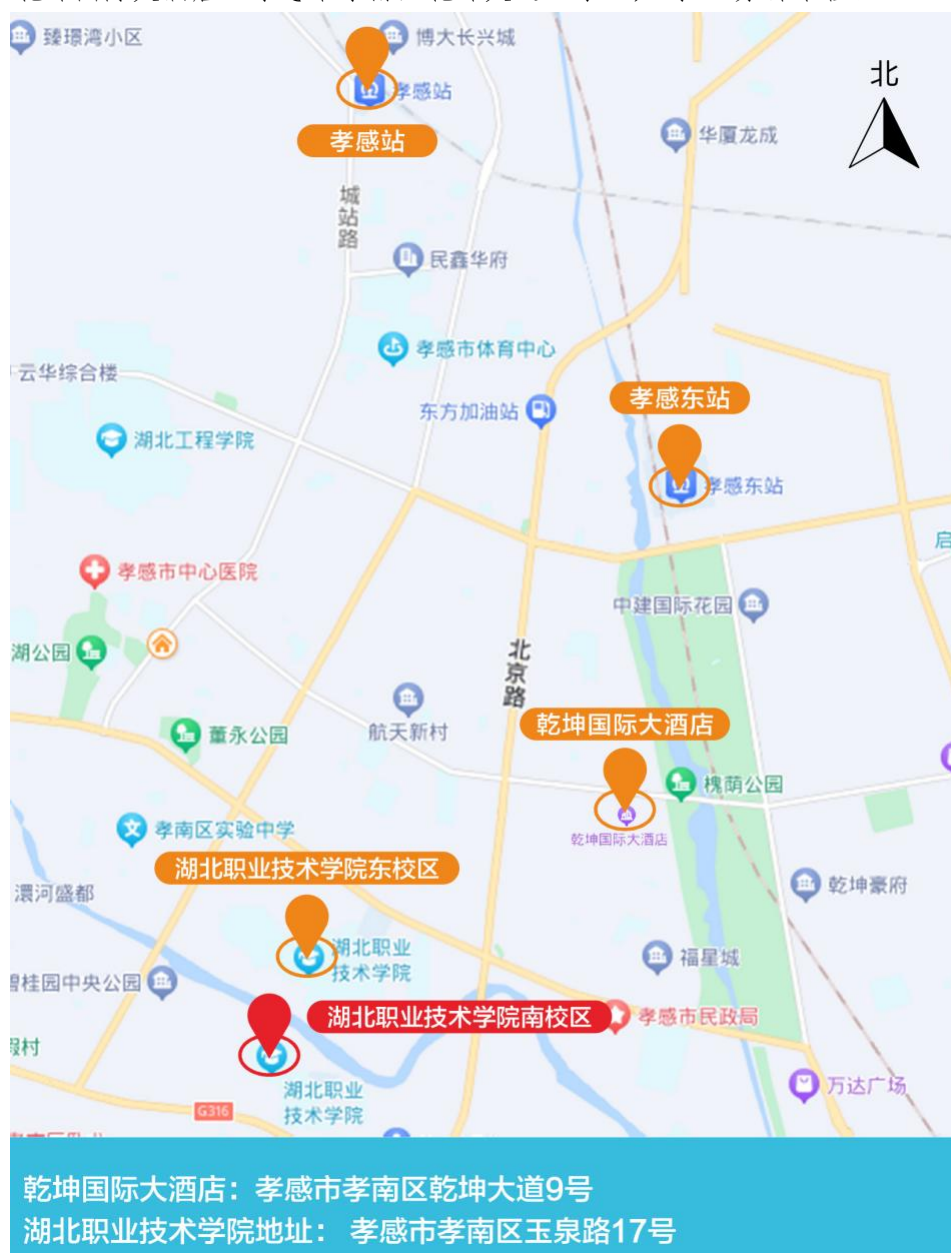 臻璟湾小区
博大长兴城
北
孝感站
孝感站
华厦龙成
城站路
民鑫华府
孝感市体育中心
云华综合楼
孝感东站
东方加油站
湖北工程学院
孝感东站
启
孝感市中心医院
中建国际花园
湖公园
北京路
航天新村
乾坤国际大酒店
董永公园
槐荫公园
孝南区实验中学
乾坤国际大酒店
湖北职业技术学院东校区
澴河盛都
乾坤豪府
湖北职业
技术学院
福星城
碧桂园中央公园
湖北职业技术学院南校区
孝感市民政局
湖北职业
技术学院
万达广场
G316
乾坤国际大酒店：孝感市孝南区乾坤大道9号
湖北职业技术学院地址： 孝感市孝南区玉泉路17号